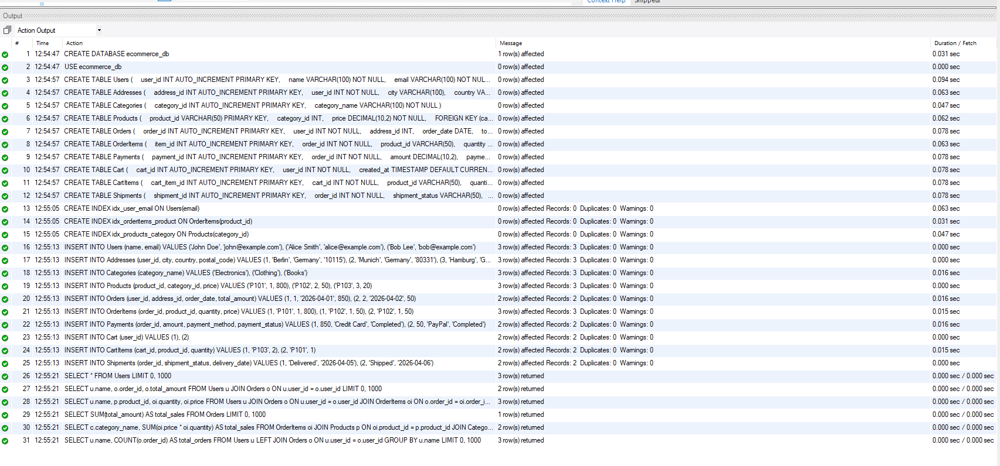 Context Help Snippets
Output
Action Output
# Time Action Message Duration / Fetch
1 12:54:47 CREATE DATABASE ecommerce_db 1 row(s) affected 0.031 sec
2 12:54:47 USE ecommerce_db 0 row(s) affected 0.000 sec
3 12:54:57 CREATE TABLE Users ( user_id INT AUTO_INCREMENT PRIMARY KEY, name VARCHAR(100) NOT NULL, email VARCHAR(100) NOT NUL... 0 row(s) affected 0.094 sec
4 12:54:57 CREATE TABLE Addresses ( address_id INT AUTO_INCREMENT PRIMARY KEY, user_id INT NOT NULL, city VARCHAR(100), country VA... 0 row(s) affected 0.063 sec
5 12:54:57 CREATE TABLE Categories ( category_id INT AUTO_INCREMENT PRIMARY KEY, category_name VARCHAR(100) NOT NULL ) 0 row(s) affected 0.047 sec
6 12:54:57 CREATE TABLE Products ( product_id VARCHAR(50) PRIMARY KEY, category_id INT, price DECIMAL(10,2) NOT NULL, FOREIGN KEY (ca... 0 row(s) affected 0.062 sec
7 12:54:57 CREATE TABLE Orders ( order_id INT AUTO_INCREMENT PRIMARY KEY, user_id INT NOT NULL, address_id INT, order_date DATE, to... 0 row(s) affected 0.078 sec
8 12:54:57 CREATE TABLE OrderItems ( item_id INT AUTO_INCREMENT PRIMARY KEY, order_id INT NOT NULL, product_id VARCHAR(50), quantity ... 0 row(s) affected 0.063 sec
9 12:54:57 CREATE TABLE Payments ( payment_id INT AUTO_INCREMENT PRIMARY KEY, order_id INT NOT NULL, amount DECIMAL(10,2), payme... 0 row(s) affected 0.078 sec
10 12:54:57 CREATE TABLE Cart ( cart_id INT AUTO_INCREMENT PRIMARY KEY, user_id INT NOT NULL, created_at TIMESTAMP DEFAULT CURREN... 0 row(s) affected 0.078 sec
11 12:54:57 CREATE TABLE CartItems ( cart_item_id INT AUTO_INCREMENT PRIMARY KEY, cart_id INT NOT NULL, product_id VARCHAR(50), quanti... 0 row(s) affected 0.078 sec
12 12:54:57 CREATE TABLE Shipments ( shipment_id INT AUTO_INCREMENT PRIMARY KEY, order_id INT NOT NULL, shipment_status VARCHAR(50), ... 0 row(s) affected 0.078 sec
13 12:55:05 CREATE INDEX idx_user_email ON Users(email) 0 row(s) affected Records: 0 Duplicates: 0 Warnings: 0 0.063 sec
14 12:55:05 CREATE INDEX idx_orderitems_product ON OrderItems(product_id) 0 row(s) affected Records: 0 Duplicates: 0 Warnings: 0 0.031 sec
15 12:55:05 CREATE INDEX idx_products_category ON Products(category_id) 0 row(s) affected Records: 0 Duplicates: 0 Warnings: 0 0.047 sec
16 12:55:13 INSERT INTO Users (name, email) VALUES ('John Doe', 'john@example.com'), ('Alice Smith', 'alice@example.com'), ('Bob Lee', 'bob@example.com') 3 row(s) affected Records: 3 Duplicates: 0 Warnings: 0 0.000 sec
17 12:55:13 INSERT INTO Addresses (user_id, city, country, postal_code) VALUES (1, 'Berlin', 'Germany', '10115'), (2, 'Munich', 'Germany', '80331'), (3, 'Hamburg', 'G... 3 row(s) affected Records: 3 Duplicates: 0 Warnings: 0 0.000 sec
18 12:55:13 INSERT INTO Categories (category_name) VALUES ('Electronics'), ('Clothing'), ('Books') 3 row(s) affected Records: 3 Duplicates: 0 Warnings: 0 0.016 sec
19 12:55:13 INSERT INTO Products (product_id, category_id, price) VALUES ('P101', 1, 800), ('P102', 2, 50), ('P103', 3, 20) 3 row(s) affected Records: 3 Duplicates: 0 Warnings: 0 0.000 sec
20 12:55:13 INSERT INTO Orders (user_id, address_id, order_date, total_amount) VALUES (1, 1, '2026-04-01', 850), (2, 2, '2026-04-02', 50) 2 row(s) affected Records: 2 Duplicates: 0 Warnings: 0 0.016 sec
21 12:55:13 INSERT INTO OrderItems (order_id, product_id, quantity, price) VALUES (1, 'P101', 1, 800), (1, 'P102', 1, 50), (2, 'P102', 1, 50) 3 row(s) affected Records: 3 Duplicates: 0 Warnings: 0 0.015 sec
22 12:55:13 INSERT INTO Payments (order_id, amount, payment_method, payment_status) VALUES (1, 850, 'Credit Card', 'Completed'), (2, 50, 'PayPal', 'Completed') 2 row(s) affected Records: 2 Duplicates: 0 Warnings: 0 0.016 sec
23 12:55:13 INSERT INTO Cart (user_id) VALUES (1), (2) 2 row(s) affected Records: 2 Duplicates: 0 Warnings: 0 0.000 sec
24 12:55:13 INSERT INTO CartItems (cart_id, product_id, quantity) VALUES (1, 'P103', 2), (2, 'P101', 1) 2 row(s) affected Records: 2 Duplicates: 0 Warnings: 0 0.015 sec
25 12:55:13 INSERT INTO Shipments (order_id, shipment_status, delivery_date) VALUES (1, 'Delivered', '2026-04-05'), (2, 'Shipped', '2026-04-06') 2 row(s) affected Records: 2 Duplicates: 0 Warnings: 0 0.000 sec
26 12:55:21 SELECT * FROM Users LIMIT 0, 1000 3 row(s) returned 0.000 sec / 0.000 sec
27 12:55:21 SELECT u.name, o.order_id, o.total_amount FROM Users u JOIN Orders o ON u.user_id = o.user_id LIMIT 0, 1000 2 row(s) returned 0.000 sec / 0.000 sec
28 12:55:21 SELECT u.name, p.product_id, oi.quantity, oi.price FROM Users u JOIN Orders o ON u.user_id = o.user_id JOIN OrderItems oi ON o.order_id = oi.order_i... 3 row(s) returned 0.000 sec / 0.000 sec
29 12:55:21 SELECT SUM(total_amount) AS total_sales FROM Orders LIMIT 0, 1000 1 row(s) returned 0.000 sec / 0.000 sec
30 12:55:21 SELECT c.category_name, SUM(oi.price * oi.quantity) AS total_sales FROM OrderItems oi JOIN Products p ON oi.product_id = p.product_id JOIN Catego... 2 row(s) returned 0.000 sec / 0.000 sec
31 12:55:21 SELECT u.name, COUNT(o.order_id) AS total_orders FROM Users u LEFT JOIN Orders o ON u.user_id = o.user_id GROUP BY u.name LIMIT 0, 1000 3 row(s) returned 0.000 sec / 0.000 sec